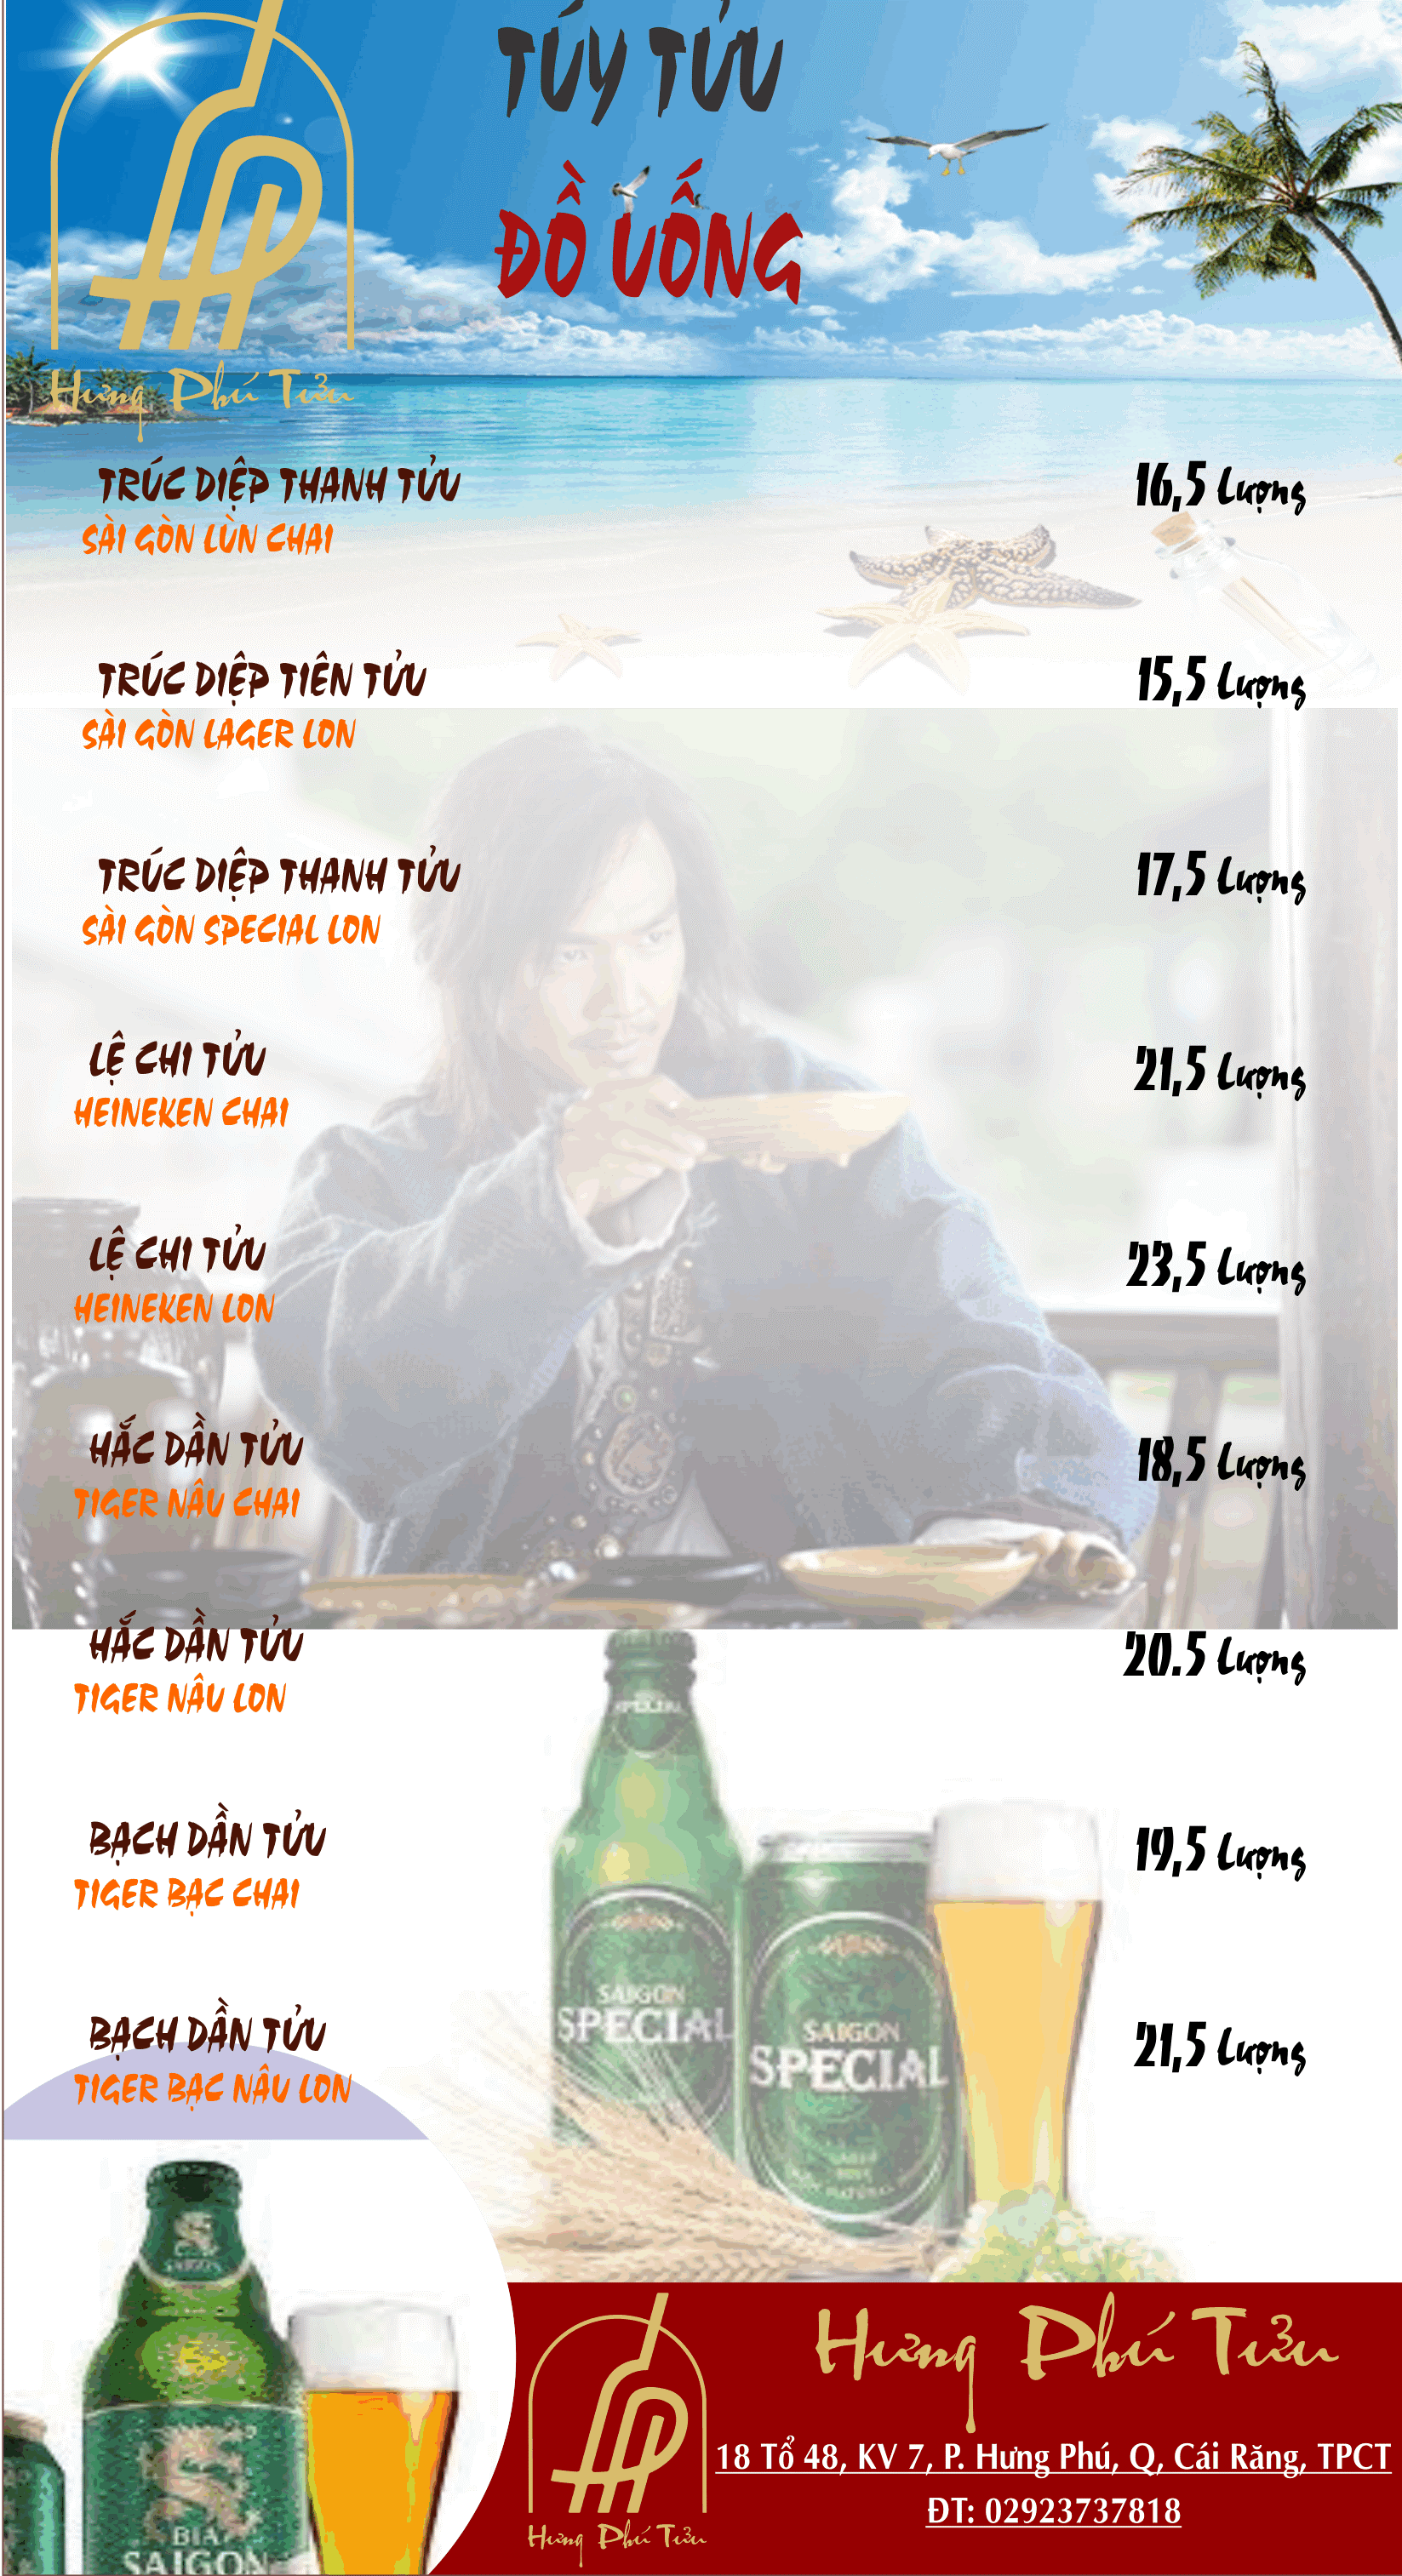 TÚY TỬU
ĐỒ UỐNG
Hưng Phú Tửu
TRÚC DIỆP THANH TỬU 16,5 Lượng
SÀI GÒN LÙN CHAI
TRÚC DIỆP TIÊN TỬU 15,5 Lượng
SÀI GÒN LAGER LON
TRÚC DIỆP THANH TỬU 17,5 Lượng
SÀI GÒN SPECIAL LON
LỆ CHI TỬU 21,5 Lượng
HEINEKEN CHAI
LỆ CHI TỬU 23,5 Lượng
HEINEKEN LON
HẮC DẦN TỬU 18,5 Lượng
TIGER NÂU CHAI
HẮC DẦN TỬU 20.5 Lượng
TIGER NÂU LON
BẠCH DẦN TỬU 19,5 Lượng
TIGER BẠC CHAI
BẠCH DẦN TỬU 21,5 Lượng
TIGER BẠC NÂU LON
SPECIAL
SAIGON
SPECIAL
SAIGON
SPECIAL
SAIGON
BIA
SAIGON
Hưng Phú Tửu
18 Tổ 48, KV 7, P. Hưng Phú, Q, Cái Răng, TPCT
ĐT: 02923737818
Hưng Phú Tửu